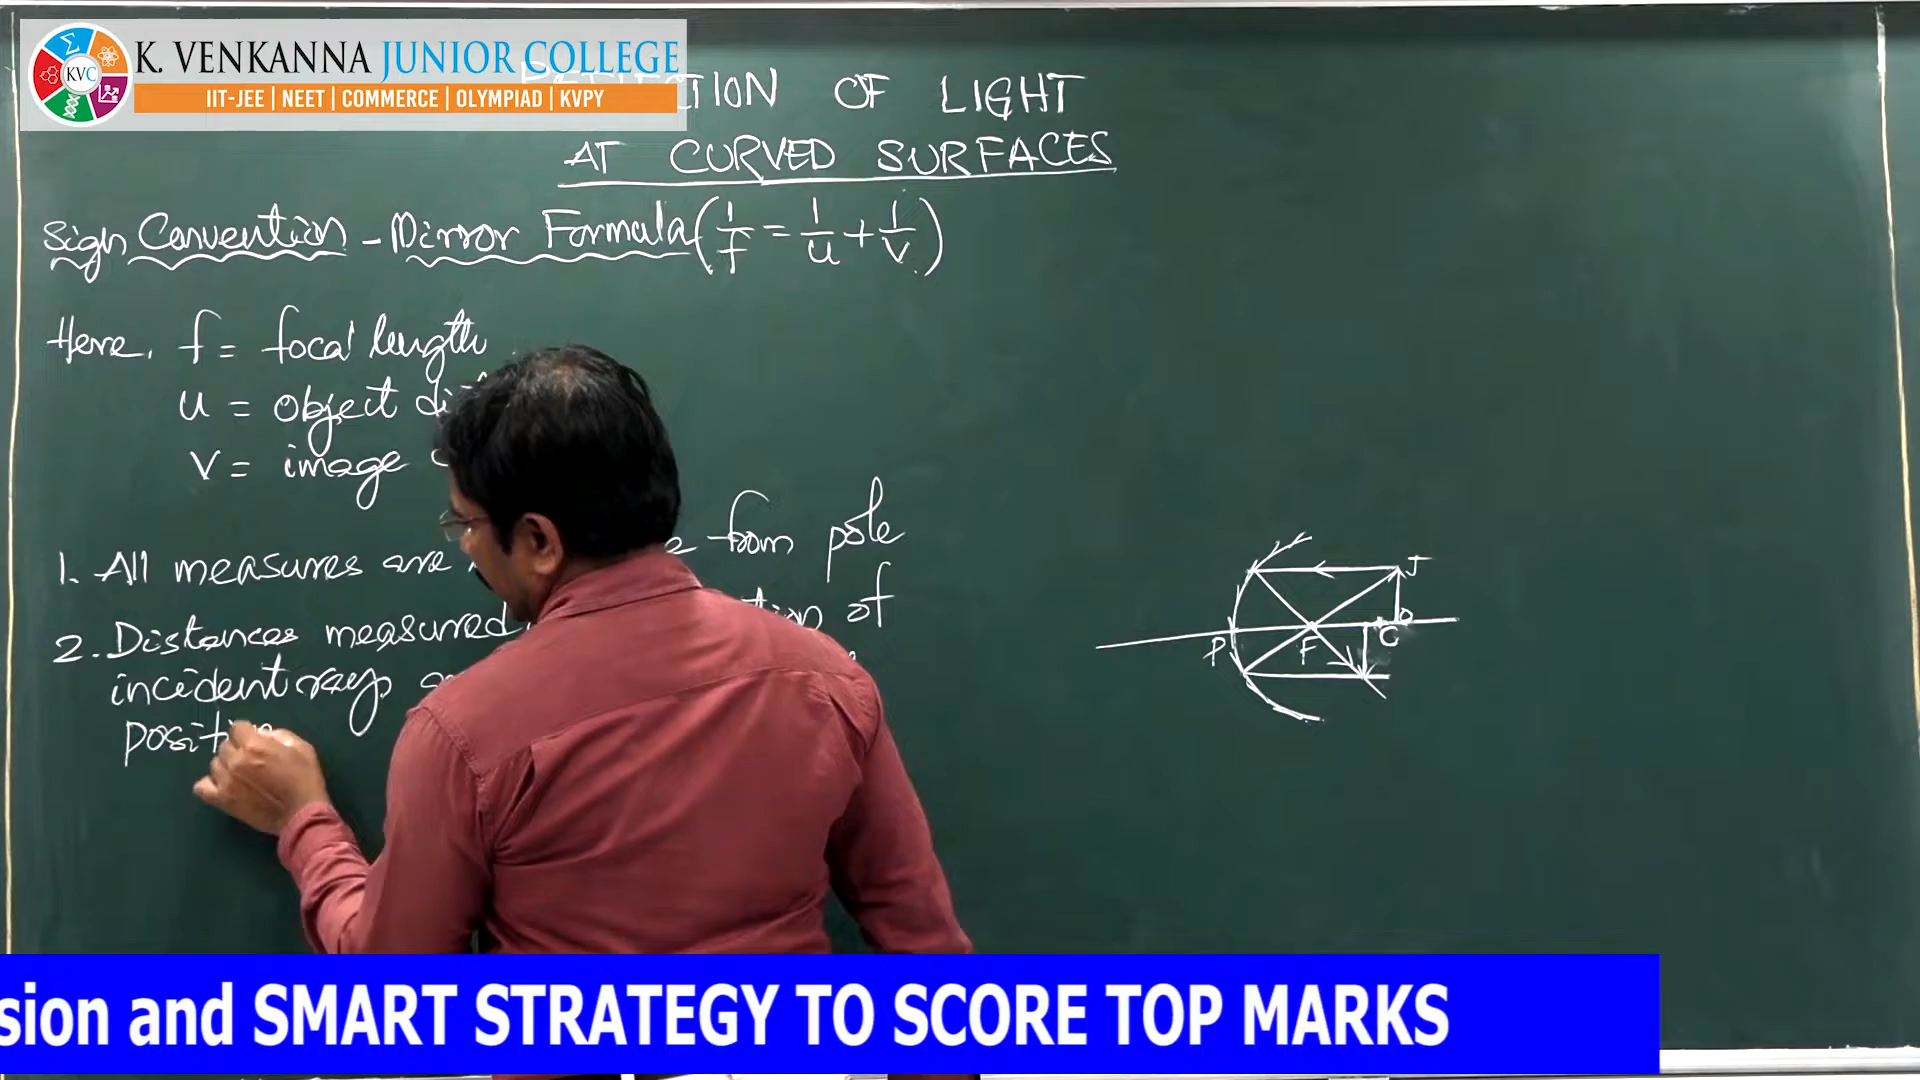 K. VENKANNA JUNIOR COLLEGE
KVC
IIT-JEE | NEET | COMMERCE | OLYMPIAD | KVPY
OF LIGHT
AT CURVED SURFACES
Sign Convention - Mirror Formula (1/f = 1/u + 1/v)
Here, f = focal length
u = object
v = image
1. All measures are from pole
2. Distances measured of
incident rays
P F C
sion and SMART STRATEGY TO SCORE TOP MARKS